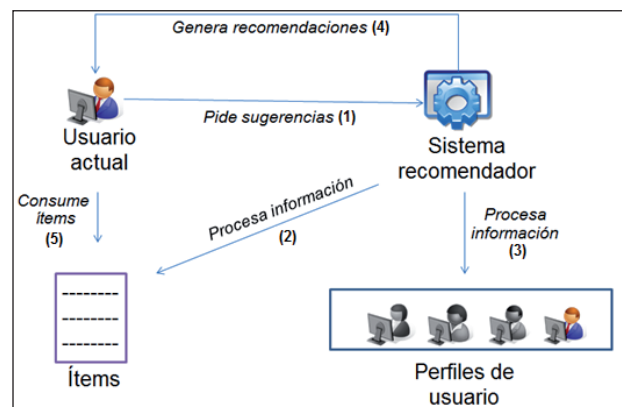 Genera recomendaciones (4)
Pide sugerencias (1)
Usuario
actual
Sistema
recomendador
Consume
ítems
(5)
Procesa información
(2)
Procesa
información
(3)
Ítems
Perfiles de
usuario